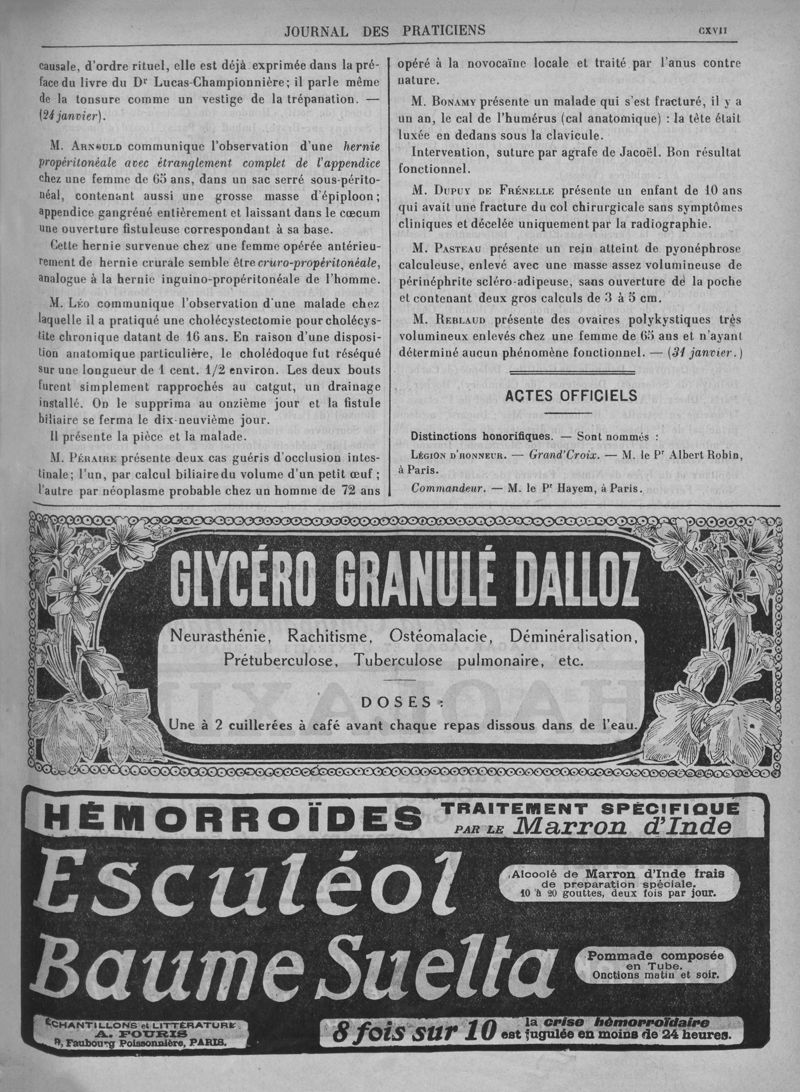 JOURNAL DES PRATICIENS
CXVII
causale, d'ordre rituel, elle est déjà exprimée dans la pré-
face du livre du Dr Lucas-Championnière; il parle même
de la tonsure comme un vestige de la trépanation. —
(24 janvier).
M. ARNOULD communique l'observation d'une hernie
propéritonéale avec étranglement complet de l'appendice
chez une femme de 65 ans, dans un sac serré sous-périto-
néal, contenant aussi une grosse masse d'épiploon;
appendice gangréné entièrement et laissant dans le cœcum
une ouverture fistuleuse correspondant à sa base.
Cette hernie survenue chez une femme opérée antérieu-
rement de hernie crurale semble être cruro-propéritonéale,
analogue à la hernie inguino-propéritonéale de l'homme.
M. LÉO communique l'observation d'une malade chez
laquelle il a pratiqué une cholécystectomie pour cholécys-
tite chronique datant de 16 ans. En raison d'une disposi-
tion anatomique particulière, le cholédoque fut réséqué
sur une longueur de 1 cent. 1/2 environ. Les deux bouts
furent simplement rapprochés au catgut, un drainage
installé. On le supprima au onzième jour et la fistule
biliaire se ferma le dix-neuvième jour.
Il présente la pièce et la malade.
M. PÉRAIRE présente deux cas guéris d'occlusion intes-
tinale; l'un, par calcul biliaire du volume d'un petit œuf;
l'autre par néoplasme probable chez un homme de 72 ans
opéré à la novocaïne locale et traité par l'anus contre
nature.
M. BONAMY présente un malade qui s'est fracturé, il y a
un an, le cal de l'humérus (cal anatomique) : la tête était
luxée en dedans sous la clavicule.
Intervention, suture par agrafe de Jacoël. Bon résultat
fonctionnel.
M. DUPUY DE FRÉNELLE présente un enfant de 10 ans
qui avait une fracture du col chirurgicale sans symptômes
cliniques et décelée uniquement par la radiographie.
M. PASTEAU présente un rein atteint de pyonéphrose
calculeuse, enlevé avec une masse assez volumineuse de
périnéphrite scléro-adipeuse, sans ouverture de la poche
et contenant deux gros calculs de 3 à 5 cm.
M. REBLAUD présente des ovaires polykystiques très
volumineux enlevés chez une femme de 65 ans et n'ayant
déterminé aucun phénomène fonctionnel. — (31 janvier.)
ACTES OFFICIELS
Distinctions honorifiques. — Sont nommés :
LÉGION D'HONNEUR. — Grand'Croix. — M. le Pr Albert Robin,
à Paris.
Commandeur. — M. le Pr Hayem, à Paris.
GLYCÉRO GRANULÉ DALLOZ
Neurasthénie, Rachitisme, Ostéomalacie, Déminéralisation,
Prétuberculose, Tuberculose pulmonaire, etc.
DOSES :
Une à 2 cuillerées à café avant chaque repas dissous dans de l'eau.
HÉMORROÏDES
TRAITEMENT SPÉCIFIQUE
PAR LE Marron d'Inde
Esculéol
Alcoolé de Marron d'Inde frais
de preparation spéciale.
10 à 20 gouttes, deux fois par jour.
Baume Suelta
Pommade composée
en Tube.
Onctions matin et soir.
ÉCHANTILLONS et LITTÉRATURE
A. FOURIS
9, Faubourg Poissonnière, PARIS.
8 fois sur 10
la crise hémorroïdaire
est jugulée en moins de 24 heures.